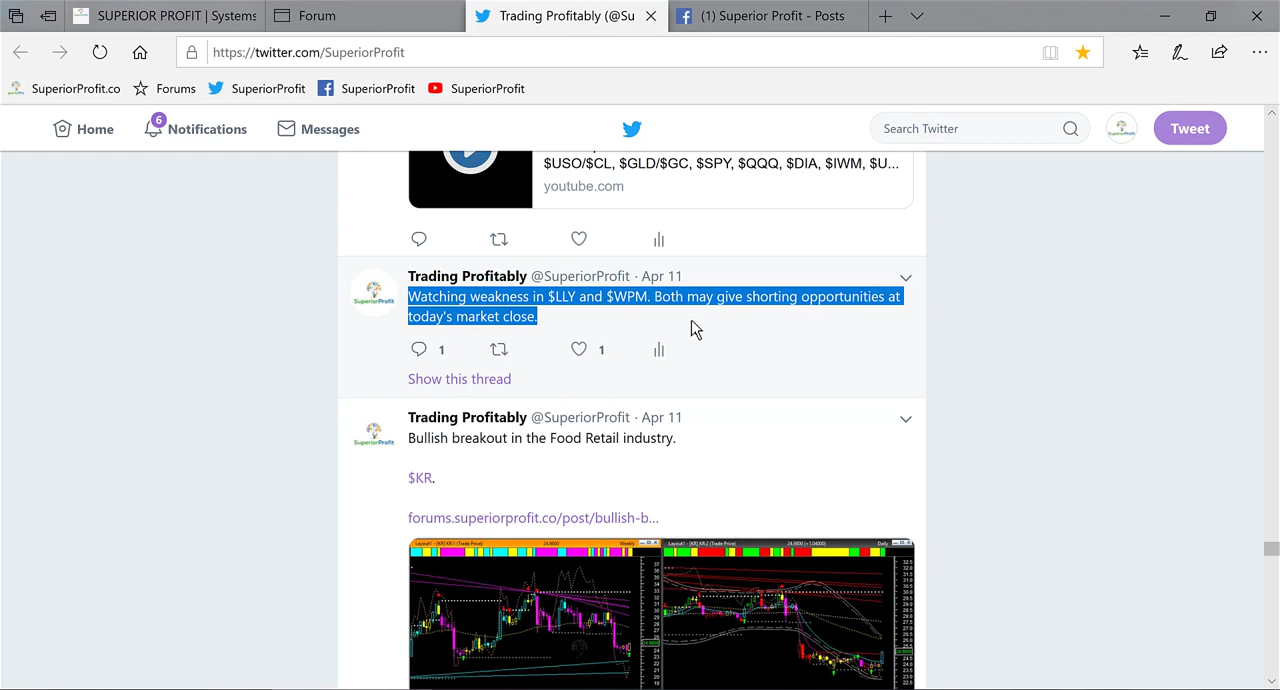 SUPERIOR PROFIT | Systems
Forum
Trading Profitably (@Su
(1) Superior Profit - Posts
https://twitter.com/SuperiorProfit
SuperiorProfit.co
Forums
SuperiorProfit
SuperiorProfit
SuperiorProfit
Home
6
Notifications
Messages
Search Twitter
Tweet
$USO/$CL, $GLD/$GC, $SPY, $QQQ, $DIA, $IWM, $U...
youtube.com
Trading Profitably @SuperiorProfit · Apr 11
SuperiorProfit
Watching weakness in $LLY and $WPM. Both may give shorting opportunities at
today's market close.
1
1
Show this thread
Trading Profitably @SuperiorProfit · Apr 11
SuperiorProfit
Bullish breakout in the Food Retail industry.
$KR.
forums.superiorprofit.co/post/bullish-b...
Weekly
Daily